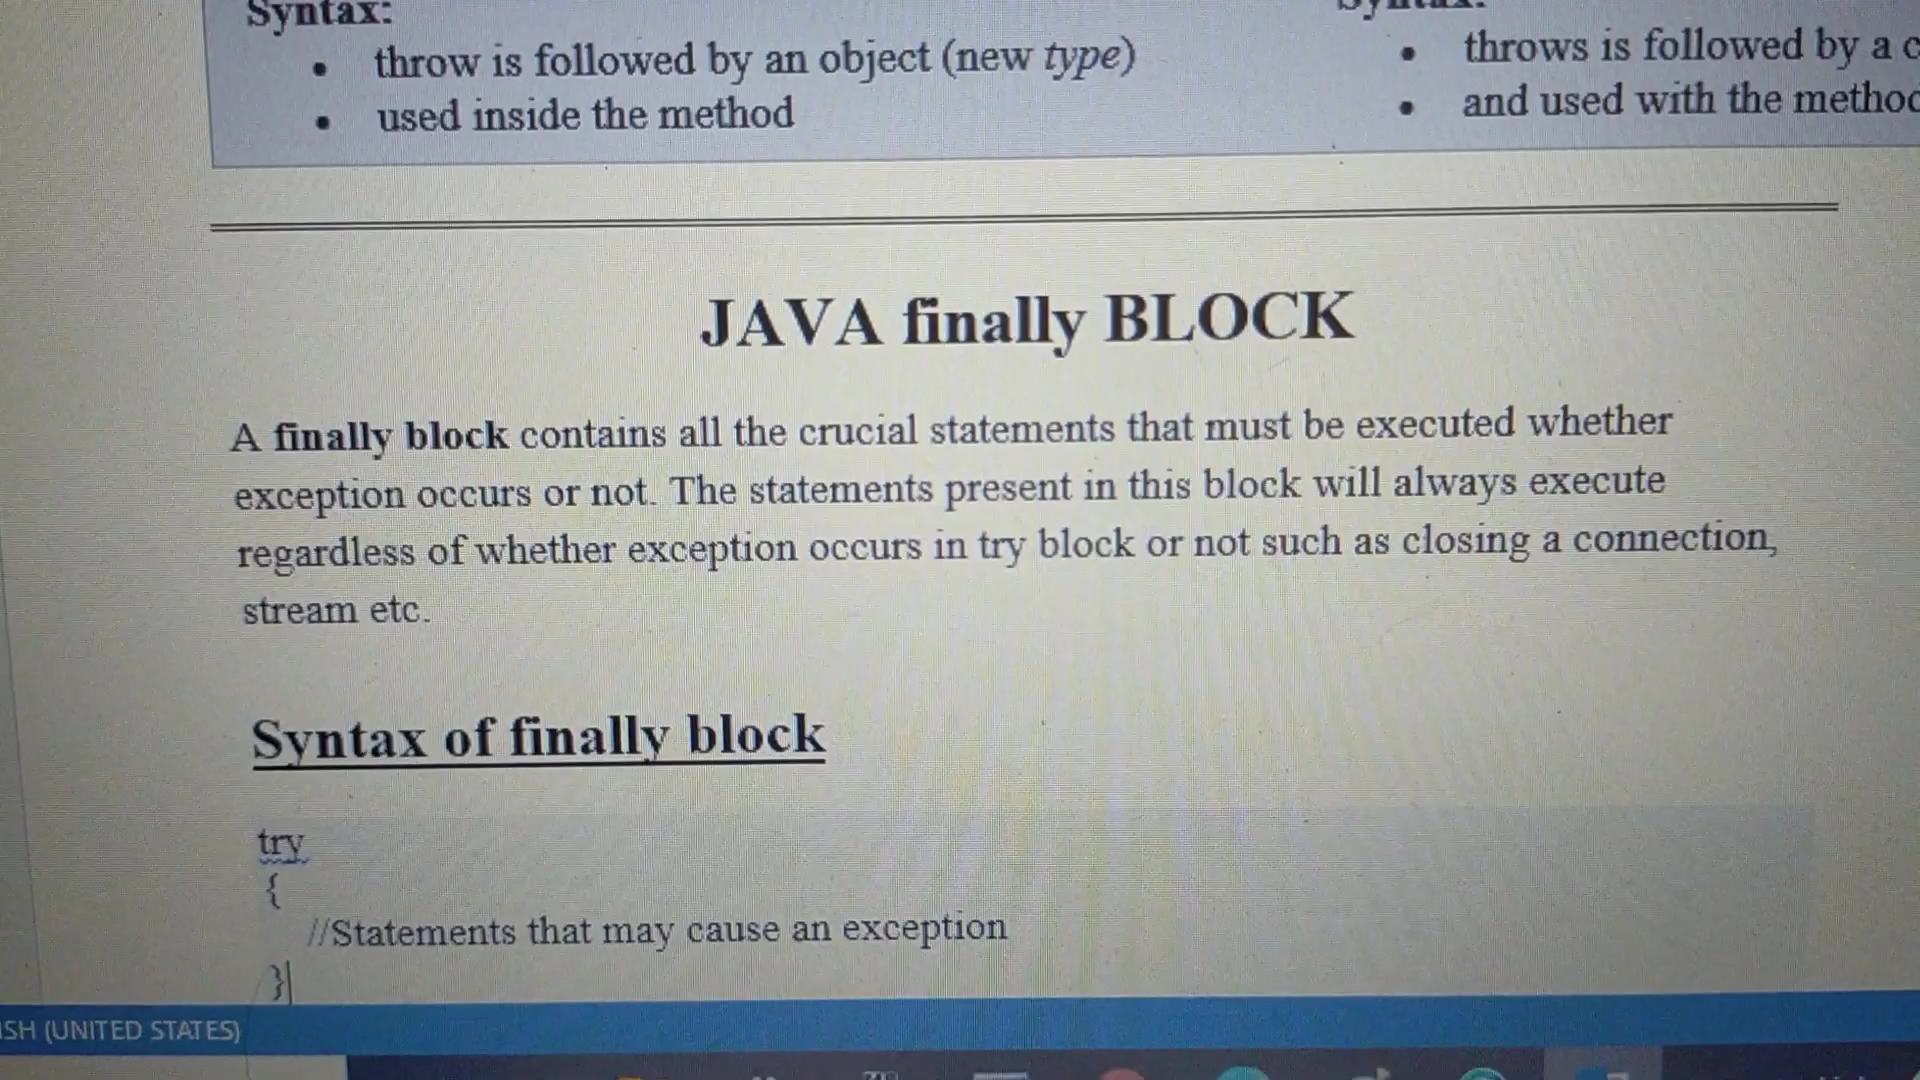 Syntax:
• throw is followed by an object (new type)
• used inside the method
• throws is followed by a
• and used with the
JAVA finally BLOCK
A finally block contains all the crucial statements that must be executed whether
exception occurs or not. The statements present in this block will always execute
regardless of whether exception occurs in try block or not such as closing a connection,
stream etc.
Syntax of finally block
try
{
//Statements that may cause an exception
}
(UNITED STATES)